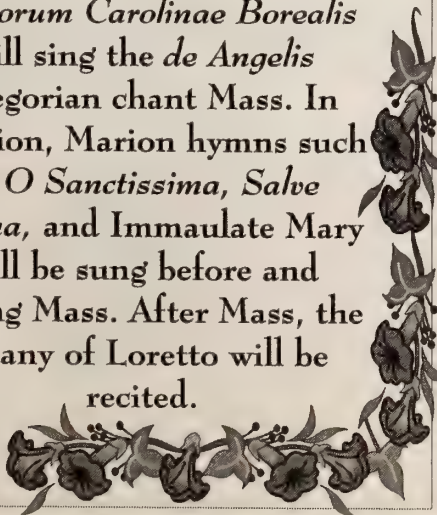 orum Carolinae Borealis
ll sing the de Angelis
egorian chant Mass. In
ion, Marion hymns such
O Sanctissima, Salve
a, and Immaulate Mary
ll be sung before and
ng Mass. After Mass, the
any of Loretto will be
recited.